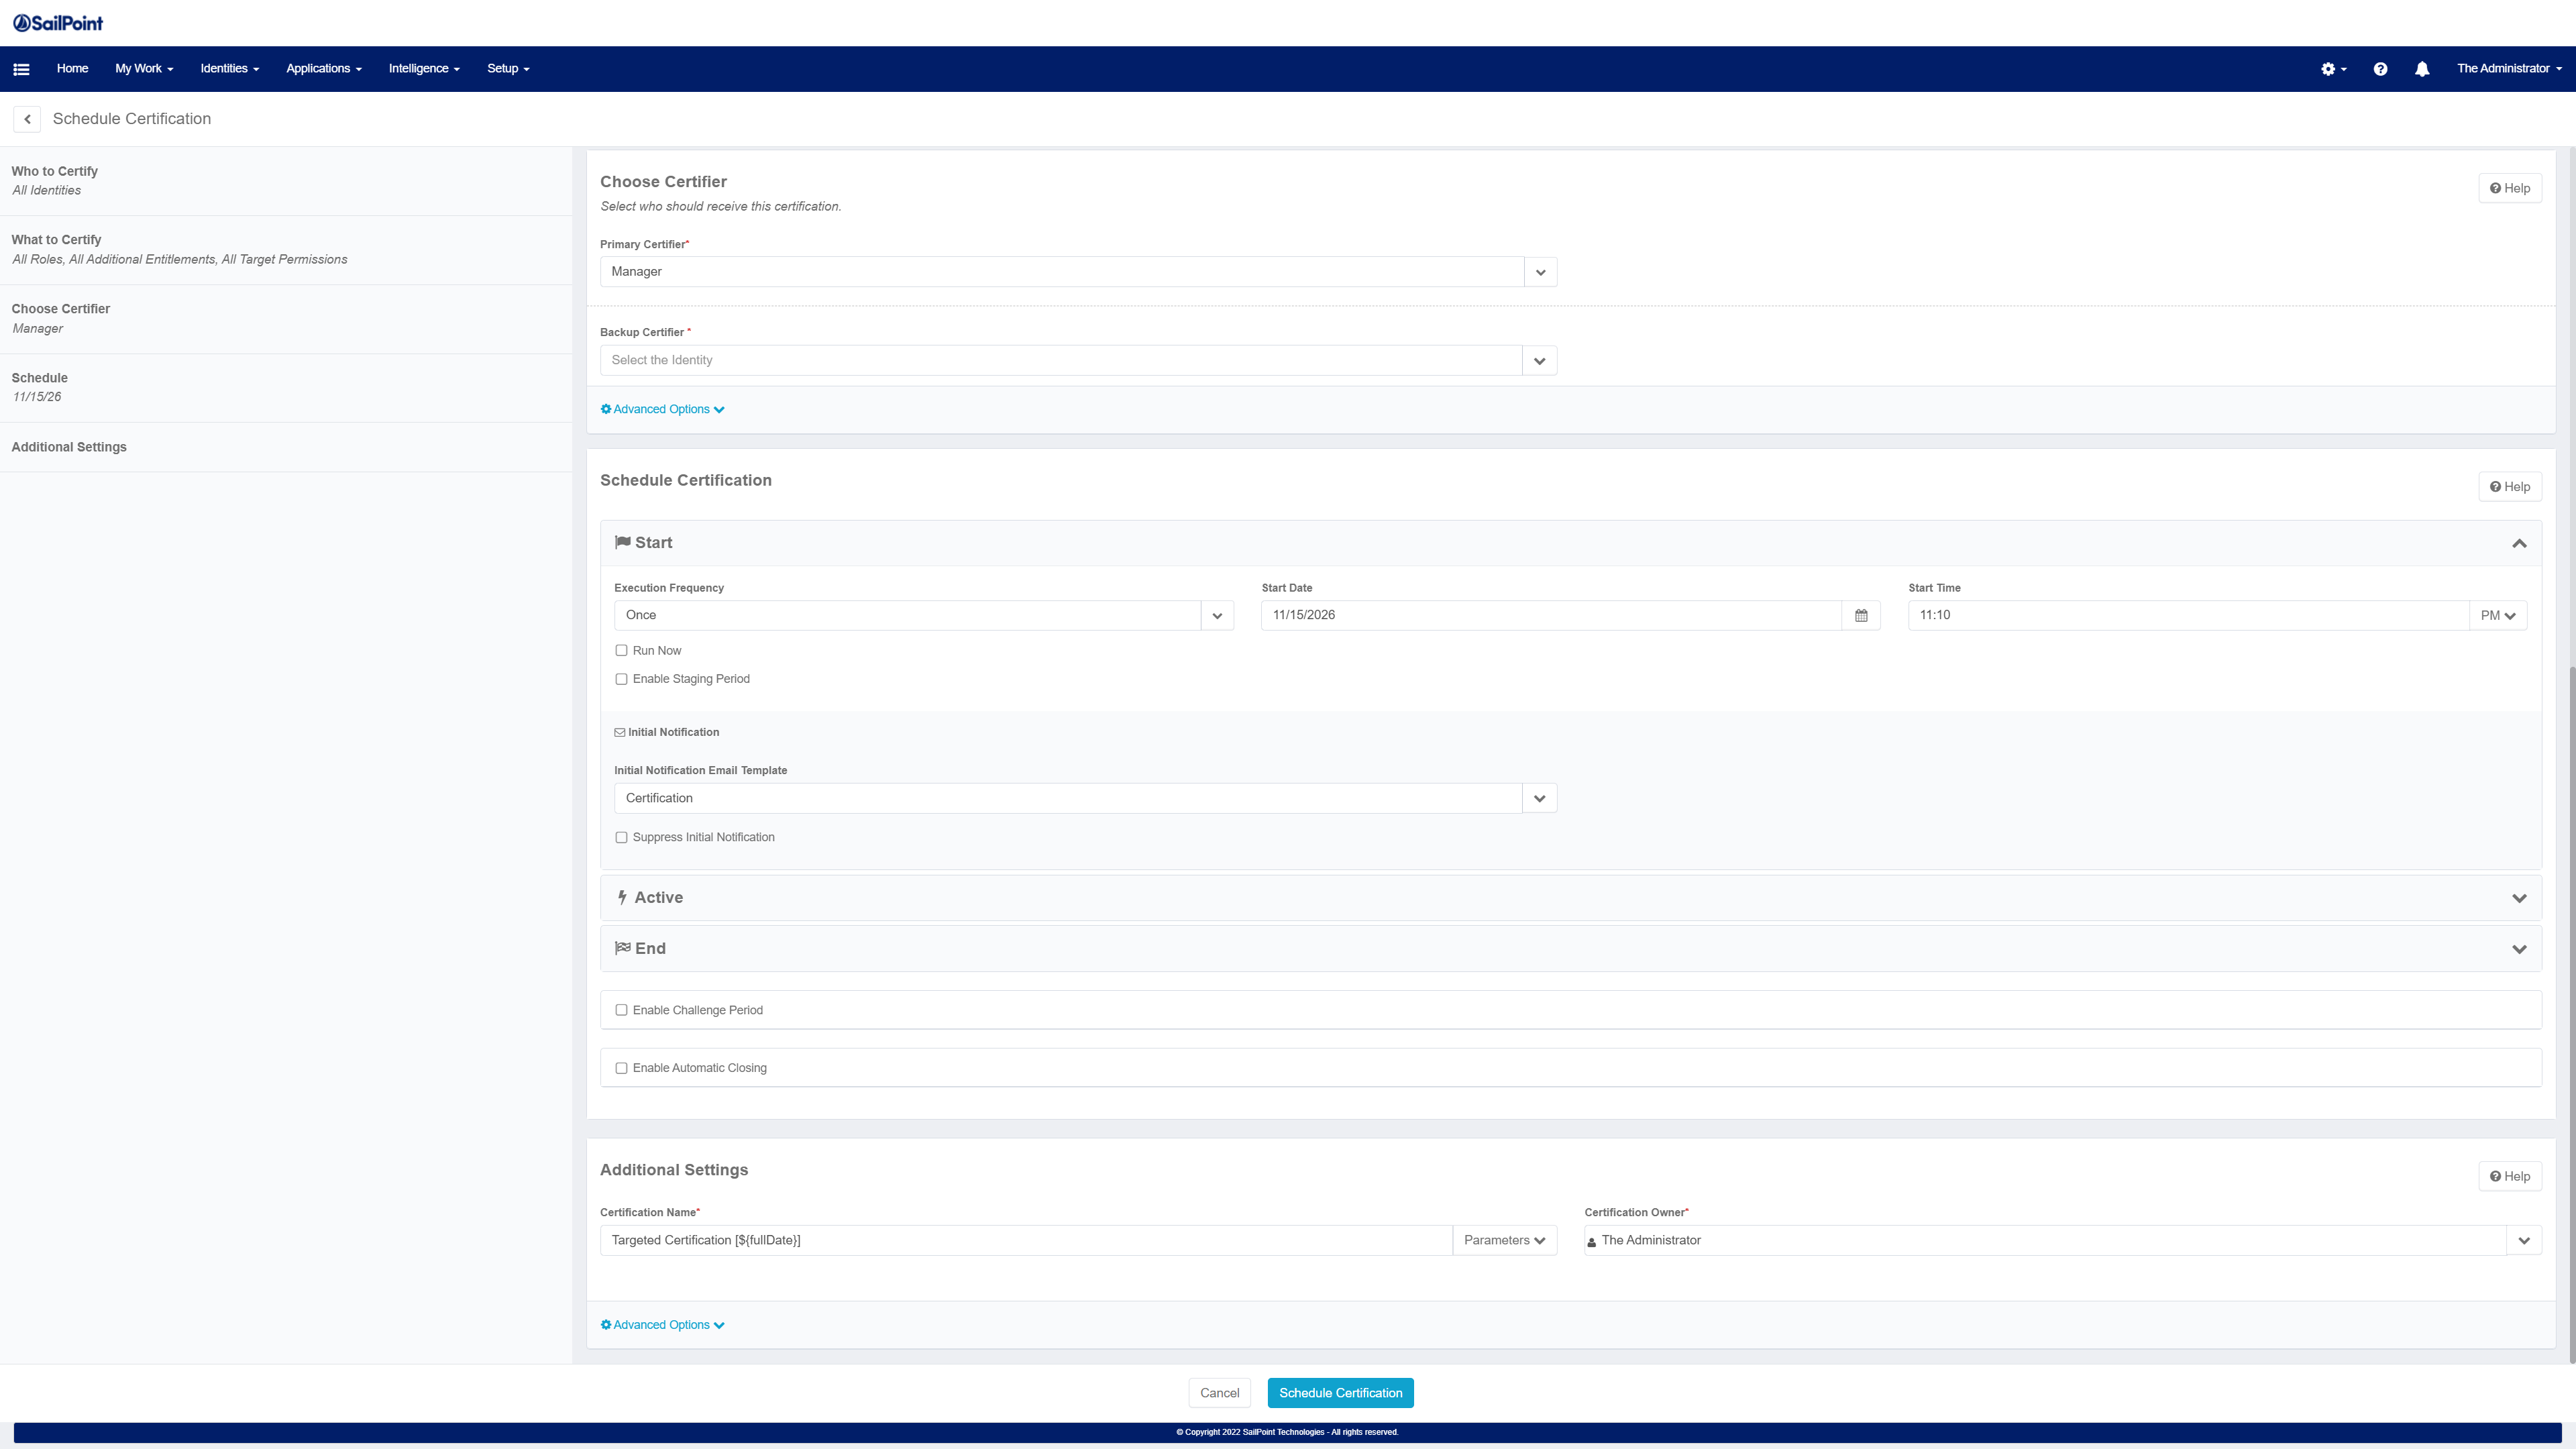 SailPoint
Home
My Work
Identities
Applications
Intelligence
Setup
The Administrator
Schedule Certification
Who to Certify
All Identities
What to Certify
All Roles, All Additional Entitlements, All Target Permissions
Choose Certifier
Manager
Schedule
11/15/26
Additional Settings
Choose Certifier
Help
Select who should receive this certification.
Primary Certifier*
Manager
Backup Certifier *
Select the Identity
Advanced Options
Schedule Certification
Help
Start
Execution Frequency
Once
Start Date
11/15/2026
Start Time
11:10
PM
Run Now
Enable Staging Period
Initial Notification
Initial Notification Email Template
Certification
Suppress Initial Notification
Active
End
Enable Challenge Period
Enable Automatic Closing
Additional Settings
Help
Certification Name*
Targeted Certification [${fullDate}]
Parameters
Certification Owner*
The Administrator
Advanced Options
Cancel
Schedule Certification
© Copyright 2022 SailPoint Technologies - All rights reserved.